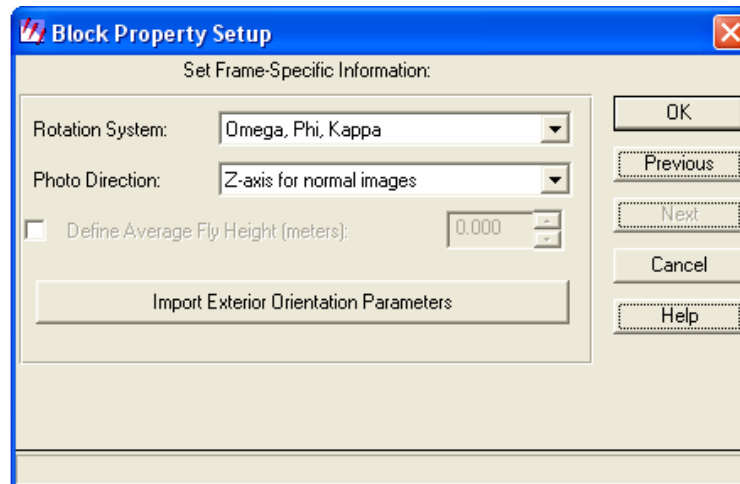 Block Property Setup
Set Frame-Specific Information:
Rotation System: Omega, Phi, Kappa
OK
Photo Direction: Z-axis for normal images
Previous
Define Average Fly Height (meters): 0.000
Next
Import Exterior Orientation Parameters
Cancel
Help